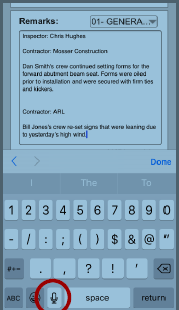 Remarks: 01- GENERA...
Inspector: Chris Hughes
Contractor: Mosser Construction
Dan Smith's crew continued setting forms for the
forward abutment beam seat. Forms were oiled
prior to installation and were secured with firm ties
and kickers.
Contractor: ARL
Bill Jones's crew re-set signs that were leaning due
to yesterday's high wind.
Done
I The To
1 2 3 4 5 6 7 8 9 0
- / : ; ( ) $ & @ "
#+= . , ? ! '
ABC space return